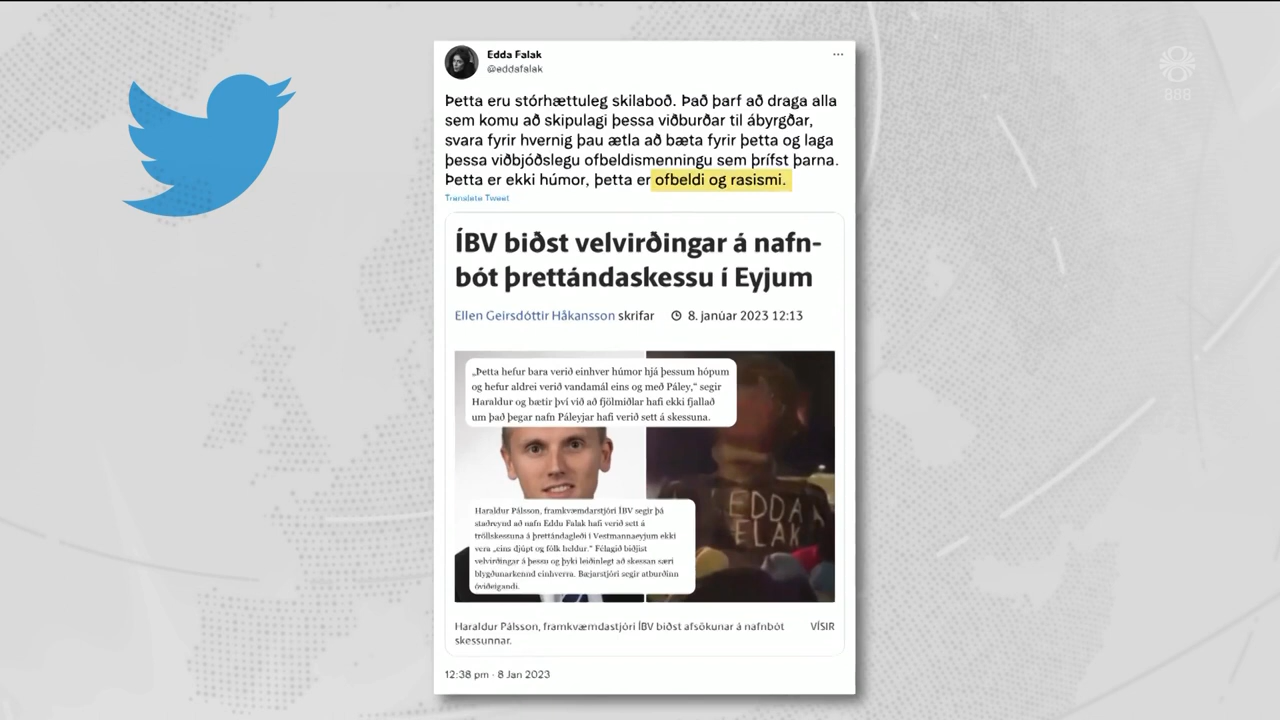 888
Edda Falak
@eddafalak
Þetta eru stórhættuleg skilaboð. Það þarf að draga alla
sem komu að skipulagi þessa viðburðar til ábyrgðar,
svara fyrir hvernig þau ætla að bæta fyrir þetta og laga
þessa viðbjóðslegu ofbeldismenningu sem þrífst þarna.
Þetta er ekki húmor, þetta er ofbeldi og rasismi.
Translate Tweet
ÍBV biðst velvirðingar á nafn-
bót þrettándaskessu í Eyjum
Ellen Geirsdóttir Håkansson skrifar 8. janúar 2023 12:13
„Þetta hefur bara verið einhver húmor hjá þessum hópum
og hefur aldrei verið vandamál eins og með Páley,“ segir
Haraldur og bætir því við að fjölmiðlar hafi ekki fjallað
um það þegar nafn Páleyjar hafi verið sett á skessuna.
EDDA
FLAK
Haraldur Pálsson, framkvæmdarstjóri ÍBV segir þá
staðreynd að nafn Eddu Falak hafi verið sett á
tröllskessuna á þrettándagleði í Vestmannaeyjum ekki
vera „eins djúpt og fólk heldur.“ Félagið biðjist
velvirðingar á þessu og þyki leiðinlegt að skessan særi
blygðunarkennd einhverra. Bæjarstjóri segir atburðinn
óviðeigandi.
Haraldur Pálsson, framkvæmdastjóri ÍBV biðst afsökunar á nafnbót VÍSIR
skessunnar.
12:38 pm · 8 Jan 2023